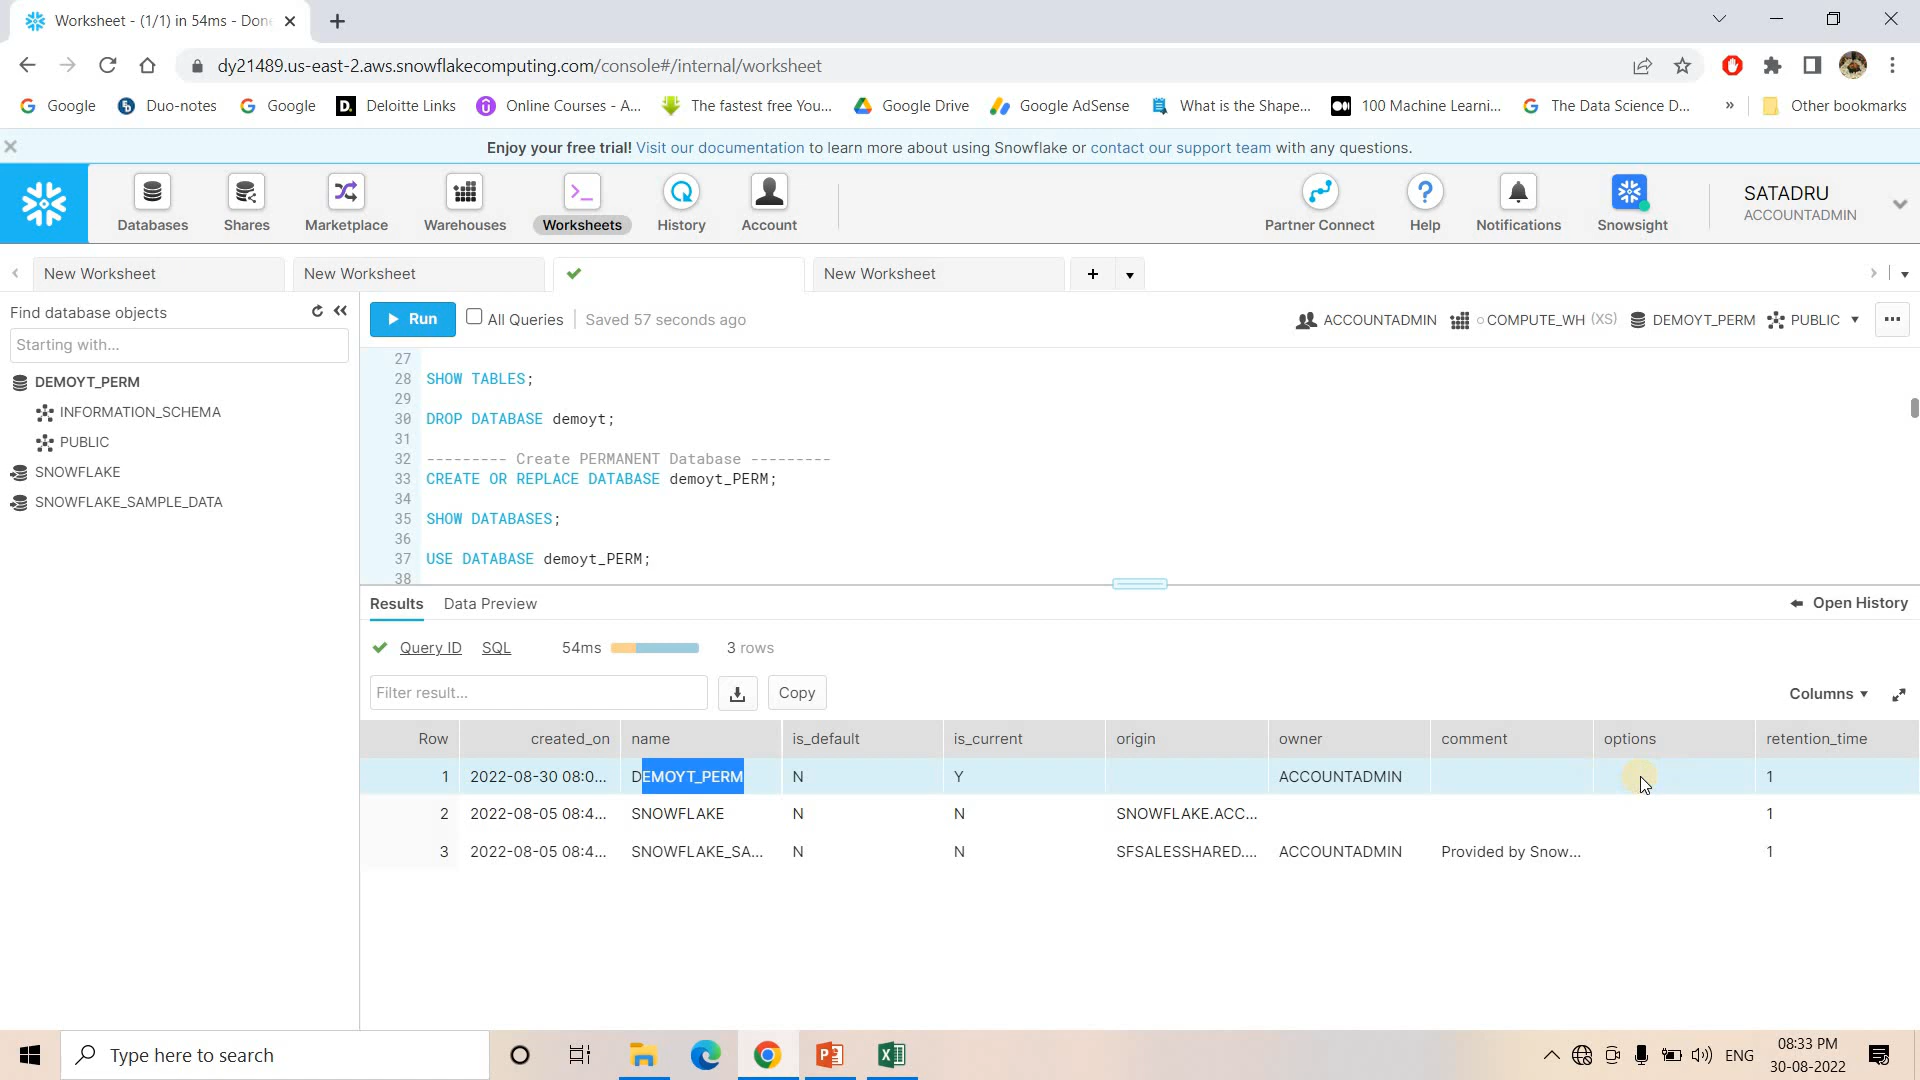 Worksheet - (1/1) in 54ms - Done
dy21489.us-east-2.aws.snowflakecomputing.com/console#/internal/worksheet
Google Duo-notes Google Deloitte Links Online Courses - A... The fastest free You... Google Drive Google AdSense What is the Shape... 100 Machine Learni... The Data Science D... » Other bookmarks
Enjoy your free trial! Visit our documentation to learn more about using Snowflake or contact our support team with any questions.
Databases Shares Marketplace Warehouses Worksheets History Account Partner Connect Help Notifications Snowsight
SATADRU
ACCOUNTADMIN
New Worksheet New Worksheet New Worksheet
Find database objects
Starting with...
DEMOYT_PERM
INFORMATION_SCHEMA
PUBLIC
SNOWFLAKE
SNOWFLAKE_SAMPLE_DATA
Run All Queries Saved 57 seconds ago ACCOUNTADMIN COMPUTE_WH (XS) DEMOYT_PERM PUBLIC
27
28 SHOW TABLES;
29
30 DROP DATABASE demoyt;
31
32 --------- Create PERMANENT Database ---------
33 CREATE OR REPLACE DATABASE demoyt_PERM;
34
35 SHOW DATABASES;
36
37 USE DATABASE demoyt_PERM;
38
Results Data Preview Open History
Query ID SQL 54ms 3 rows
Filter result... Copy Columns
Row created_on name is_default is_current origin owner comment options retention_time
1 2022-08-30 08:0... DEMOYT_PERM N Y ACCOUNTADMIN 1
2 2022-08-05 08:4... SNOWFLAKE N N SNOWFLAKE.ACC... 1
3 2022-08-05 08:4... SNOWFLAKE_SA... N N SFSALESSHARED.... ACCOUNTADMIN Provided by Snow... 1
Type here to search
ENG
08:33 PM
30-08-2022